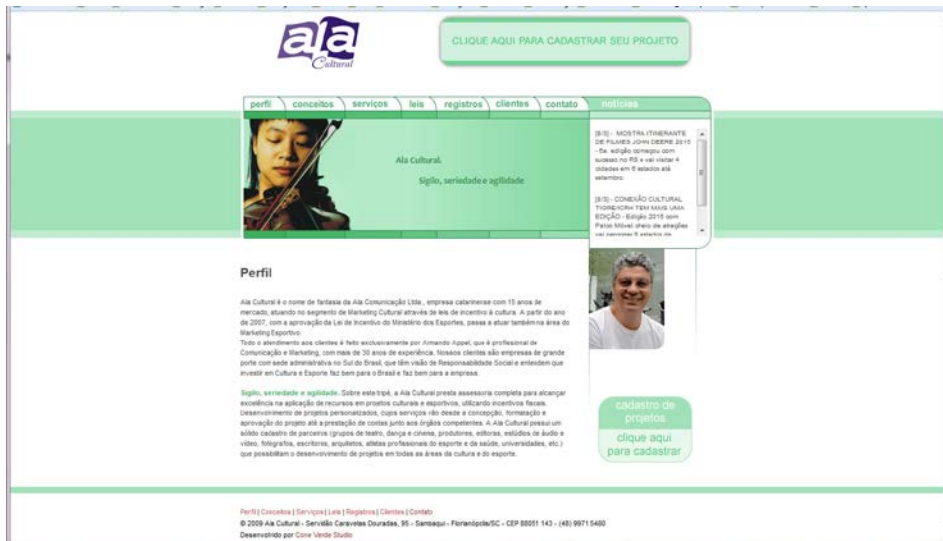 ala
Cultural
CLIQUE AQUI PARA CADASTRAR SEU PROJETO
perfil conceitos serviços leis registros clientes contato notícias
Ala Cultural.
Sigilo, seriedade e agilidade
[8/3] - MOSTRA ITINERANTE
DE FILMES JOHN DEERE 2015
- 6a. edição começou com
sucesso no RS e vai visitar 4
cidades em 6 estados até
setembro.
[8/3] - CONEXÃO CULTURAL
TIGRE/ICRH TEM MAIS UMA
EDIÇÃO - Edição 2015 com
Palco Móvel cheio de atrações
vai percorrer 5 estados de
Perfil
Ala Cultural é o nome de fantasia da Ala Comunicação Ltda., empresa catarinense com 15 anos de
mercado, atuando no segmento de Marketing Cultural através de leis de incentivo à cultura. A partir do ano
de 2007, com a aprovação da Lei de Incentivo do Ministério dos Esportes, passa a atuar também na área do
Marketing Esportivo.
Todo o atendimento aos clientes é feito exclusivamente por Armando Appel, que é profissional de
Comunicação e Marketing, com mais de 30 anos de experiência. Nossos clientes são empresas de grande
porte com sede administrativa no Sul do Brasil, que têm visão de Responsabilidade Social e entendem que
investir em Cultura e Esporte faz bem para o Brasil e faz bem para a empresa.
Sigilo, seriedade e agilidade. Sobre este tripé, a Ala Cultural presta assessoria completa para alcançar
excelência na aplicação de recursos em projetos culturais e esportivos, utilizando incentivos fiscais.
Desenvolvimento de projetos personalizados, cujos serviços vão desde a concepção, formatação e
aprovação do projeto até a prestação de contas junto aos órgãos competentes. A Ala Cultural possui um
sólido cadastro de parceiros (grupos de teatro, dança e cinema, produtores, editoras, estúdios de áudio e
vídeo, fotógrafos, escritores, arquitetos, atletas profissionais do esporte e da saúde, universidades, etc.)
que possibilitam o desenvolvimento de projetos em todas as áreas da cultura e do esporte.
cadastro de
projetos
clique aqui
para cadastrar
Perfil | Conceitos | Serviços | Leis | Registros | Clientes | Contato
© 2009 Ala Cultural - Servidão Caravelas Douradas, 95 - Sambaqui - Florianópolis/SC - CEP 88051 143 - (48) 9971 5480
Desenvolvido por Cone Verde Studio